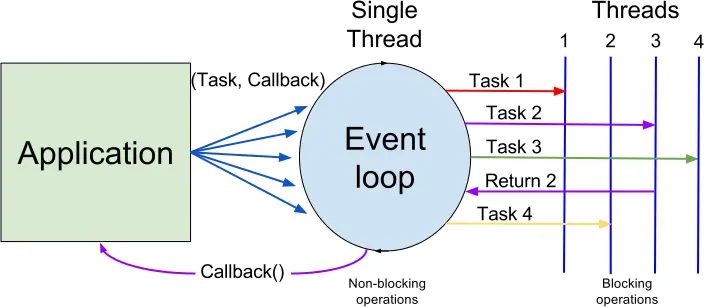 Single
Thread
Threads
1 2 3 4
(Task, Callback)
Application
Event
loop
Task 1
Task 2
Task 3
Return 2
Task 4
Callback()
Non-blocking
operations
Blocking
operations